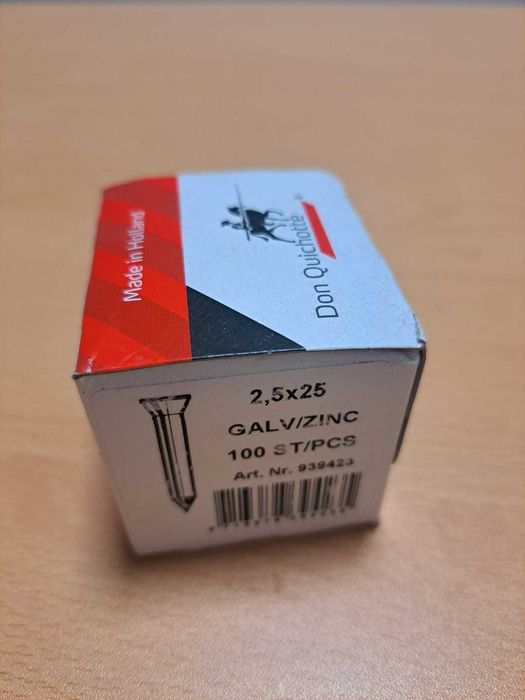 Made in Holland
Don Quichotte
®
2,5x25
GALV/ZINC
100 ST/PCS
Art. Nr. 939423